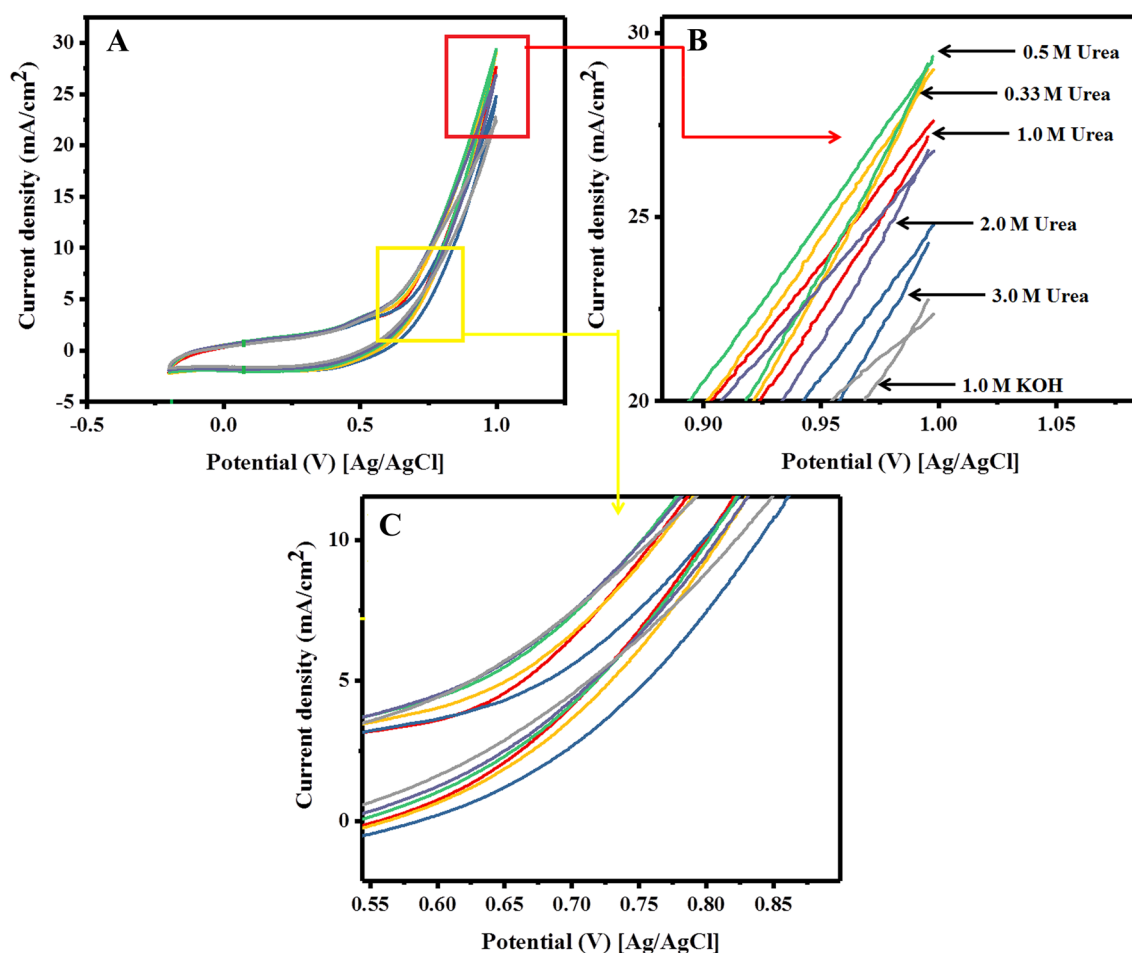 A
Current density (mA/cm²)
30
25
20
15
10
5
0
-5
-0.5
0.0
0.5
1.0
Potential (V) [Ag/AgCl]
B
Current density (mA/cm²)
30
25
20
0.90
0.95
1.00
1.05
Potential (V) [Ag/AgCl]
0.5 M Urea
0.33 M Urea
1.0 M Urea
2.0 M Urea
3.0 M Urea
1.0 M KOH
C
Current density (mA/cm²)
10
5
0
0.55
0.60
0.65
0.70
0.75
0.80
0.85
Potential (V) [Ag/AgCl]